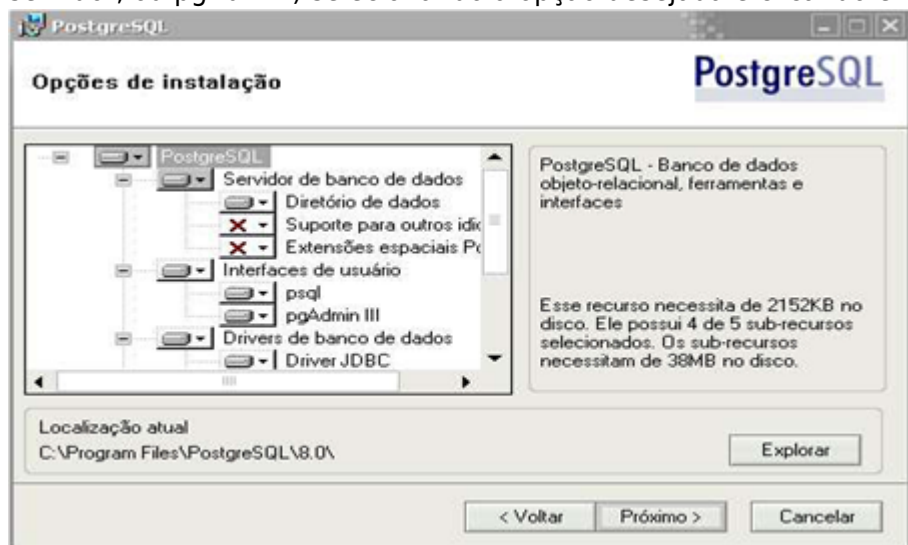 PostgreSQL
Opções de instalação
PostgreSQL
PostgreSQL
Servidor de banco de dados
Diretório de dados
Suporte para outros idic
Extensões espaciais Po
Interfaces de usuário
psql
pgAdmin III
Drivers de banco de dados
Driver JDBC
PostgreSQL - Banco de dados
objeto-relacional, ferramentas e
interfaces
Esse recurso necessita de 2152KB no
disco. Ele possui 4 de 5 sub-recursos
selecionados. Os sub-recursos
necessitam de 38MB no disco.
Localização atual
C:\Program Files\PostgreSQL\8.0\
Explorar
< Voltar
Próximo >
Cancelar